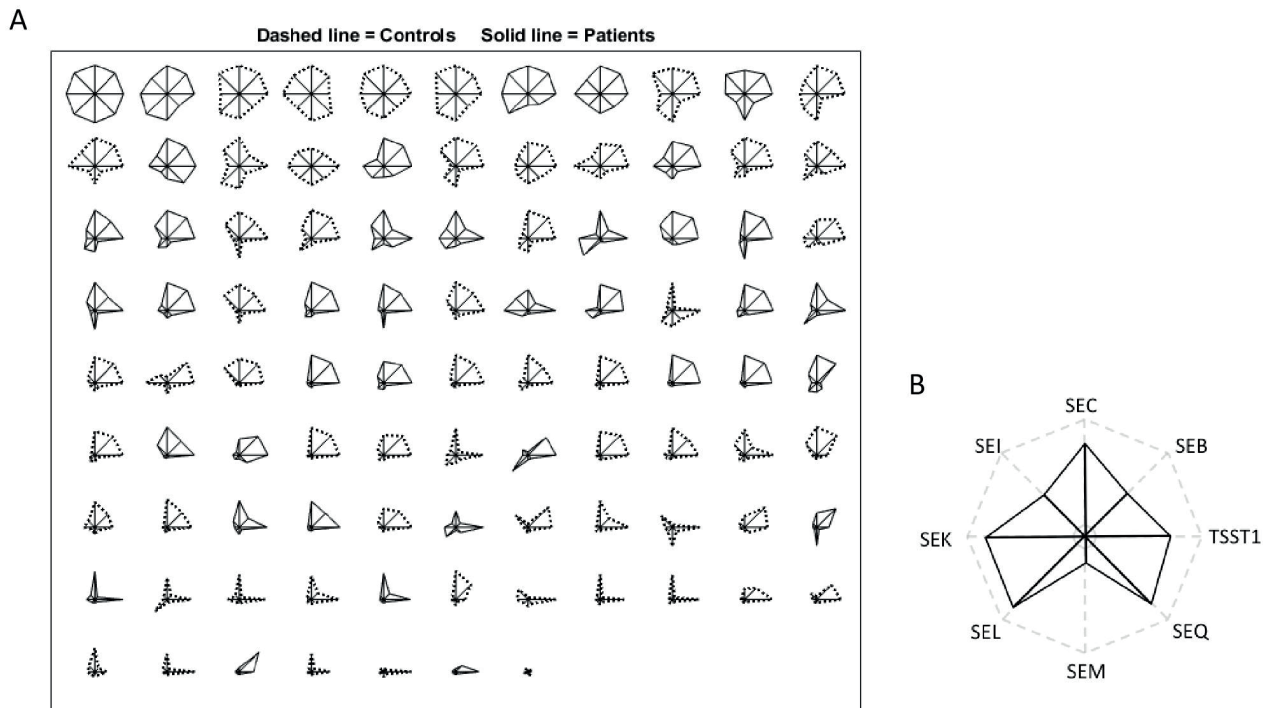 A
Dashed line = Controls Solid line = Patients
B
SEC
SEI
SEB
SEK
TSST1
SEL
SEQ
SEM